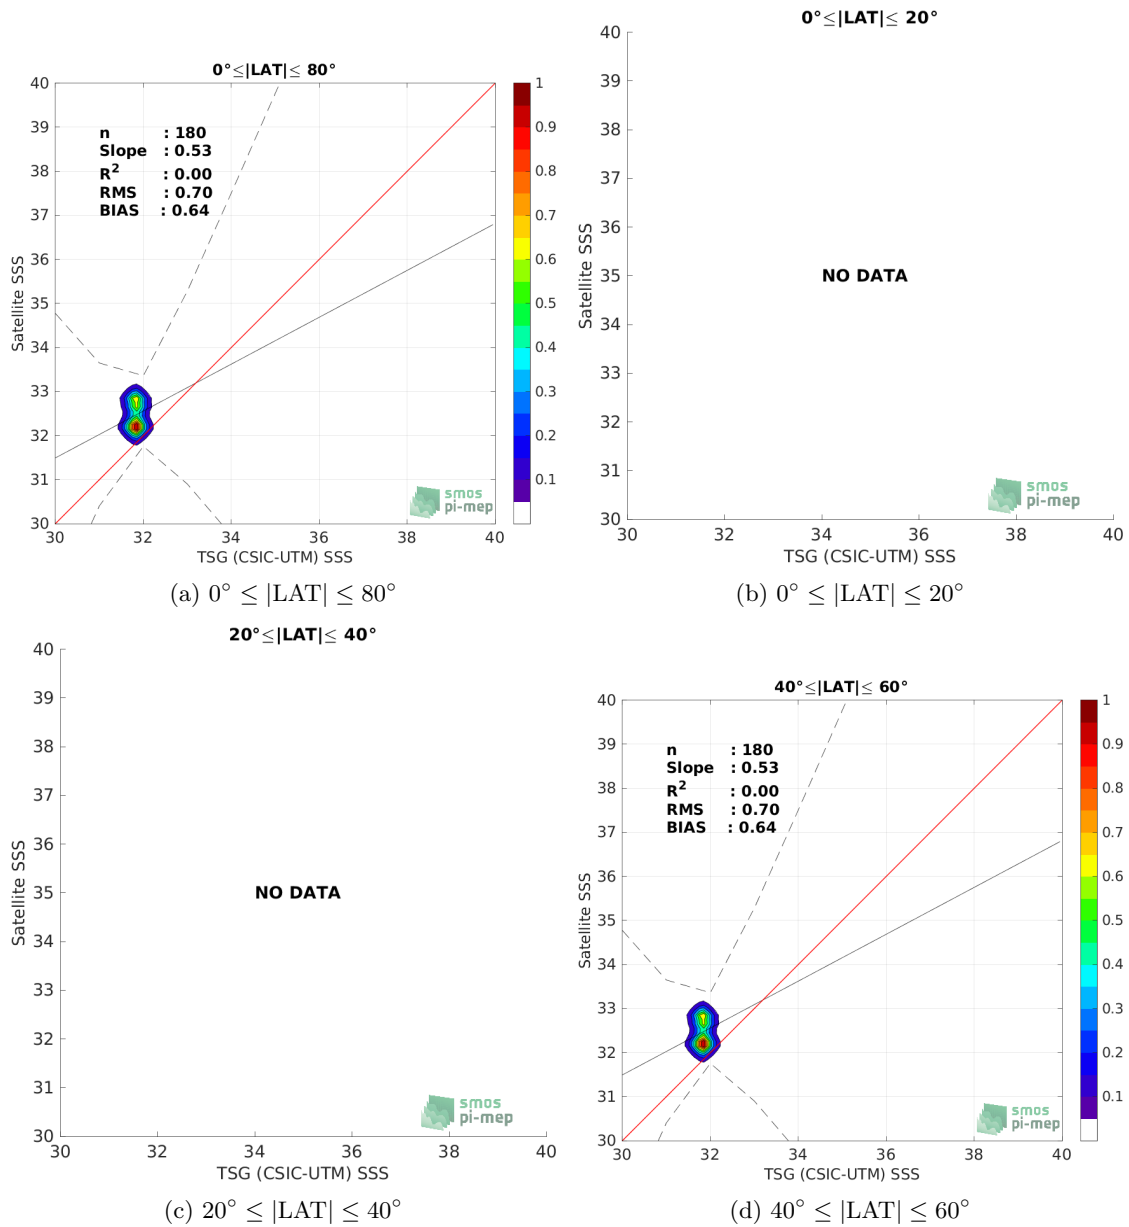 0°≤|LAT|≤ 80°
40
39
38
37
36
35
34
33
32
31
30
Satellite SSS
n : 180
Slope : 0.53
R² : 0.00
RMS : 0.70
BIAS : 0.64
smos
pi-mep
30 32 34 36 38 40
TSG (CSIC-UTM) SSS
1
0.9
0.8
0.7
0.6
0.5
0.4
0.3
0.2
0.1
(a) 0° ≤ |LAT| ≤ 80°
0°≤|LAT|≤ 20°
40
39
38
37
36
35
34
33
32
31
30
Satellite SSS
NO DATA
smos
pi-mep
30 32 34 36 38 40
TSG (CSIC-UTM) SSS
(b) 0° ≤ |LAT| ≤ 20°
20°≤|LAT|≤ 40°
40
39
38
37
36
35
34
33
32
31
30
Satellite SSS
NO DATA
smos
pi-mep
30 32 34 36 38 40
TSG (CSIC-UTM) SSS
(c) 20° ≤ |LAT| ≤ 40°
40°≤|LAT|≤ 60°
40
39
38
37
36
35
34
33
32
31
30
Satellite SSS
n : 180
Slope : 0.53
R² : 0.00
RMS : 0.70
BIAS : 0.64
smos
pi-mep
30 32 34 36 38 40
TSG (CSIC-UTM) SSS
1
0.9
0.8
0.7
0.6
0.5
0.4
0.3
0.2
0.1
(d) 40° ≤ |LAT| ≤ 60°